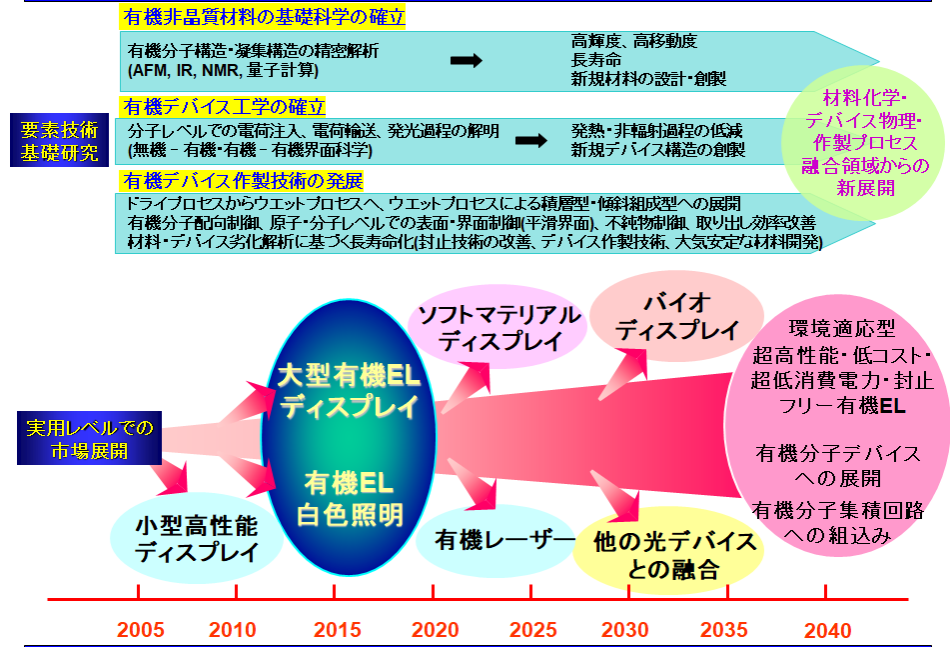 有機非晶質材料の基礎科学の確立
有機分子構造・凝集構造の精密解析
(AFM, IR, NMR, 量子計算)
高輝度、高移動度
長寿命
新規材料の設計・創製
有機デバイス工学の確立
要素技術
基礎研究
分子レベルでの電荷注入、電荷輸送、発光過程の解明
(無機－有機・有機－有機界面科学)
発熱・非輻射過程の低減
新規デバイス構造の創製
材料化学・
デバイス物理・
作製プロセス
融合領域からの
新展開
有機デバイス作製技術の発展
ドライプロセスからウエットプロセスへ、ウエットプロセスによる積層型・傾斜組成型への展開
有機分子配向制御、原子・分子レベルでの表面・界面制御(平滑界面)、不純物制御、取り出し効率改善
材料・デバイス劣化解析に基づく長寿命化(封止技術の改善、デバイス作製技術、大気安定な材料開発)
実用レベルでの
市場展開
小型高性能
ディスプレイ
大型有機EL
ディスプレイ
有機EL
白色照明
ソフトマテリアル
ディスプレイ
有機レーザー
バイオ
ディスプレイ
他の光デバイス
との融合
環境適応型
超高性能・低コスト・
超低消費電力・封止
フリー有機EL
有機分子デバイス
への展開
有機分子集積回路
への組込み
2005 2010 2015 2020 2025 2030 2035 2040